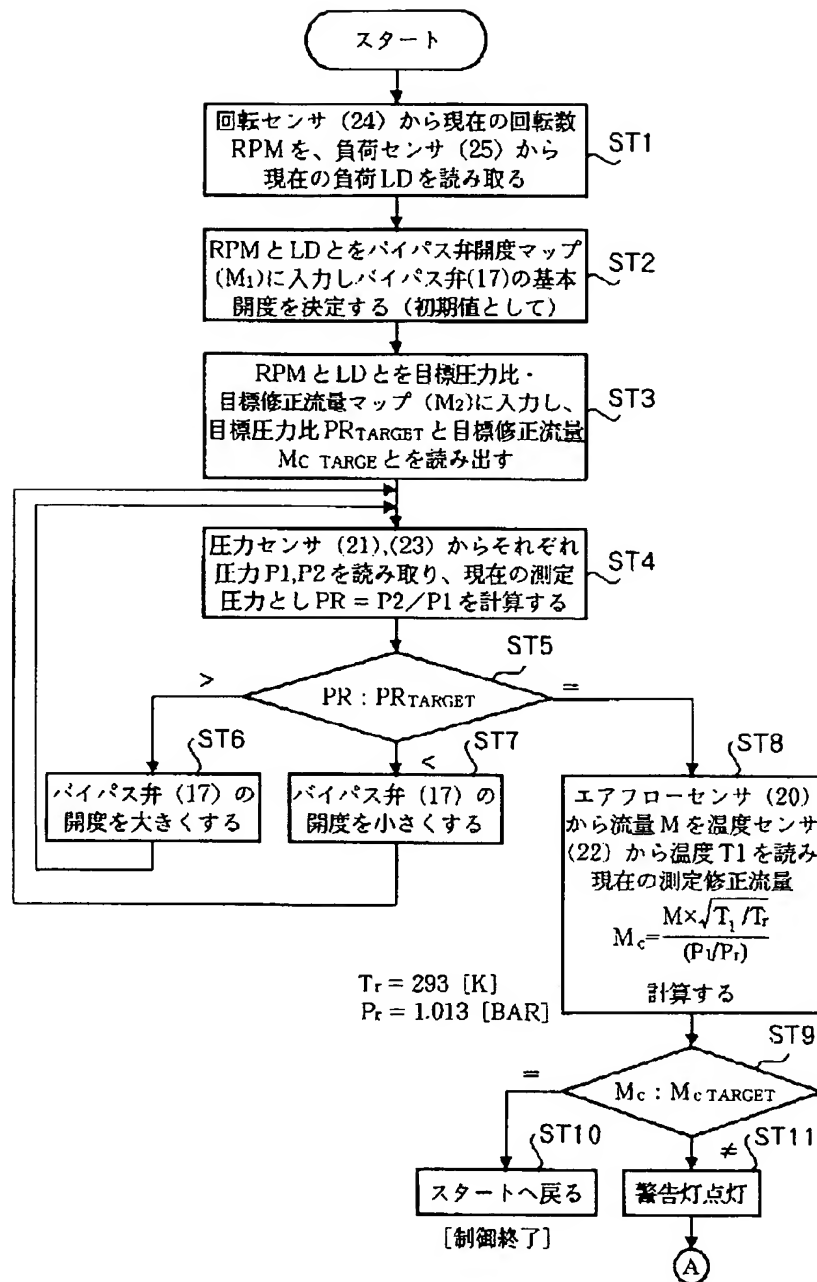 スタート
回転センサ (24) から現在の回転数
RPMを、負荷センサ (25) から
現在の負荷LDを読み取る
ST1
RPMとLDとをバイパス弁開度マップ
(M1)に入力しバイパス弁(17)の基本
開度を決定する (初期値として)
ST2
RPMとLDとを目標圧力比・
目標修正流量マップ (M2)に入力し、
目標圧力比PRTARGETと目標修正流量
MC TARGEとを読み出す
ST3
圧力センサ (21),(23) からそれぞれ
圧力P1,P2を読み取り、現在の測定
圧力としPR = P2/P1を計算する
ST4
ST5
>
PR : PRTARGET
=
<
ST6
バイパス弁 (17) の
開度を大きくする
ST7
バイパス弁 (17) の
開度を小さくする
ST8
エアフローセンサ (20)
から流量Mを温度センサ
(22) から温度T1を読み
現在の測定修正流量
Mc= M×√T1/Tr / (P1/Pr)
計算する
Tr = 293 [K]
Pr = 1.013 [BAR]
ST9
=
Mc : Mc TARGET
≠
ST10
スタートへ戻る
[制御終了]
ST11
警告灯点灯
A